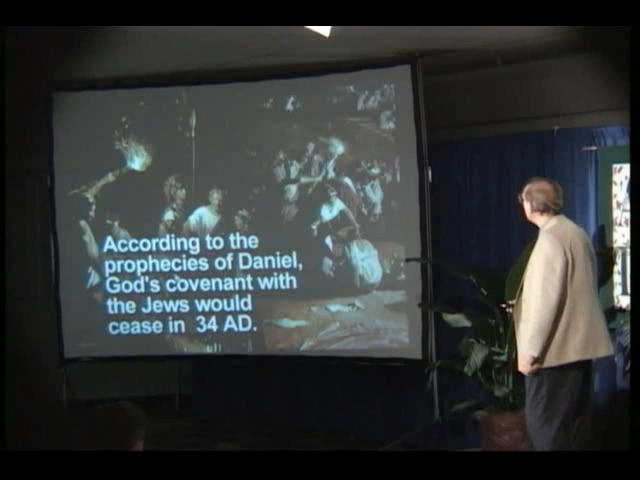 According to the
prophecies of Daniel,
God's covenant with
the Jews would
cease in 34 AD.